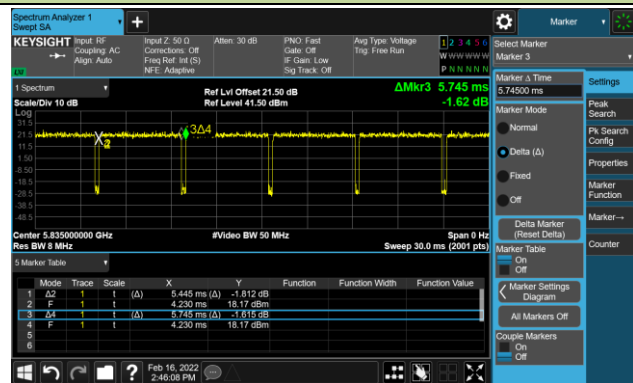 Spectrum Analyzer 1
Swept SA
Marker
KEYSIGHT
Input: RF
Coupling: AC
Align: Auto
Input Z: 50 Ω
Corrections: Off
Freq Ref: Int (S)
NFE: Adaptive
Atten: 30 dB
PNO: Fast
Gate: Off
IF Gain: Low
Sig Track: Off
Avg Type: Voltage
Trig: Free Run
1 2 3 4 5 6
W W W W W W
P N N N N N
Select Marker
Marker 3
1 Spectrum
Scale/Div 10 dB
Log
Ref Lvl Offset 21.50 dB
Ref Level 41.50 dBm
ΔMkr3 5.745 ms
-1.62 dB
31.5
21.5
11.5
1.50
-8.50
-18.5
-28.5
-38.5
-48.5
3Δ4
Center 5.835000000 GHz
Res BW 8 MHz
#Video BW 50 MHz
Span 0 Hz
Sweep 30.0 ms (2001 pts)
5 Marker Table
Mode Trace Scale X Y Function Function Width Function Value
1 Δ2 1 t (Δ) 5.445 ms (Δ) -1.812 dB
2 F 1 t 4.230 ms 18.17 dBm
3 Δ4 1 t (Δ) 5.745 ms (Δ) -1.615 dB
4 F 1 t 4.230 ms 18.17 dBm
5
6
Marker Δ Time
5.74500 ms
Marker Mode
Normal
Delta (Δ)
Fixed
Off
Delta Marker
(Reset Delta)
Marker Table
On
Off
Marker Settings
Diagram
All Markers Off
Couple Markers
On
Off
Settings
Peak
Search
Pk Search
Config
Properties
Marker
Function
Marker→
Counter
?
Feb 16, 2022
2:46:08 PM